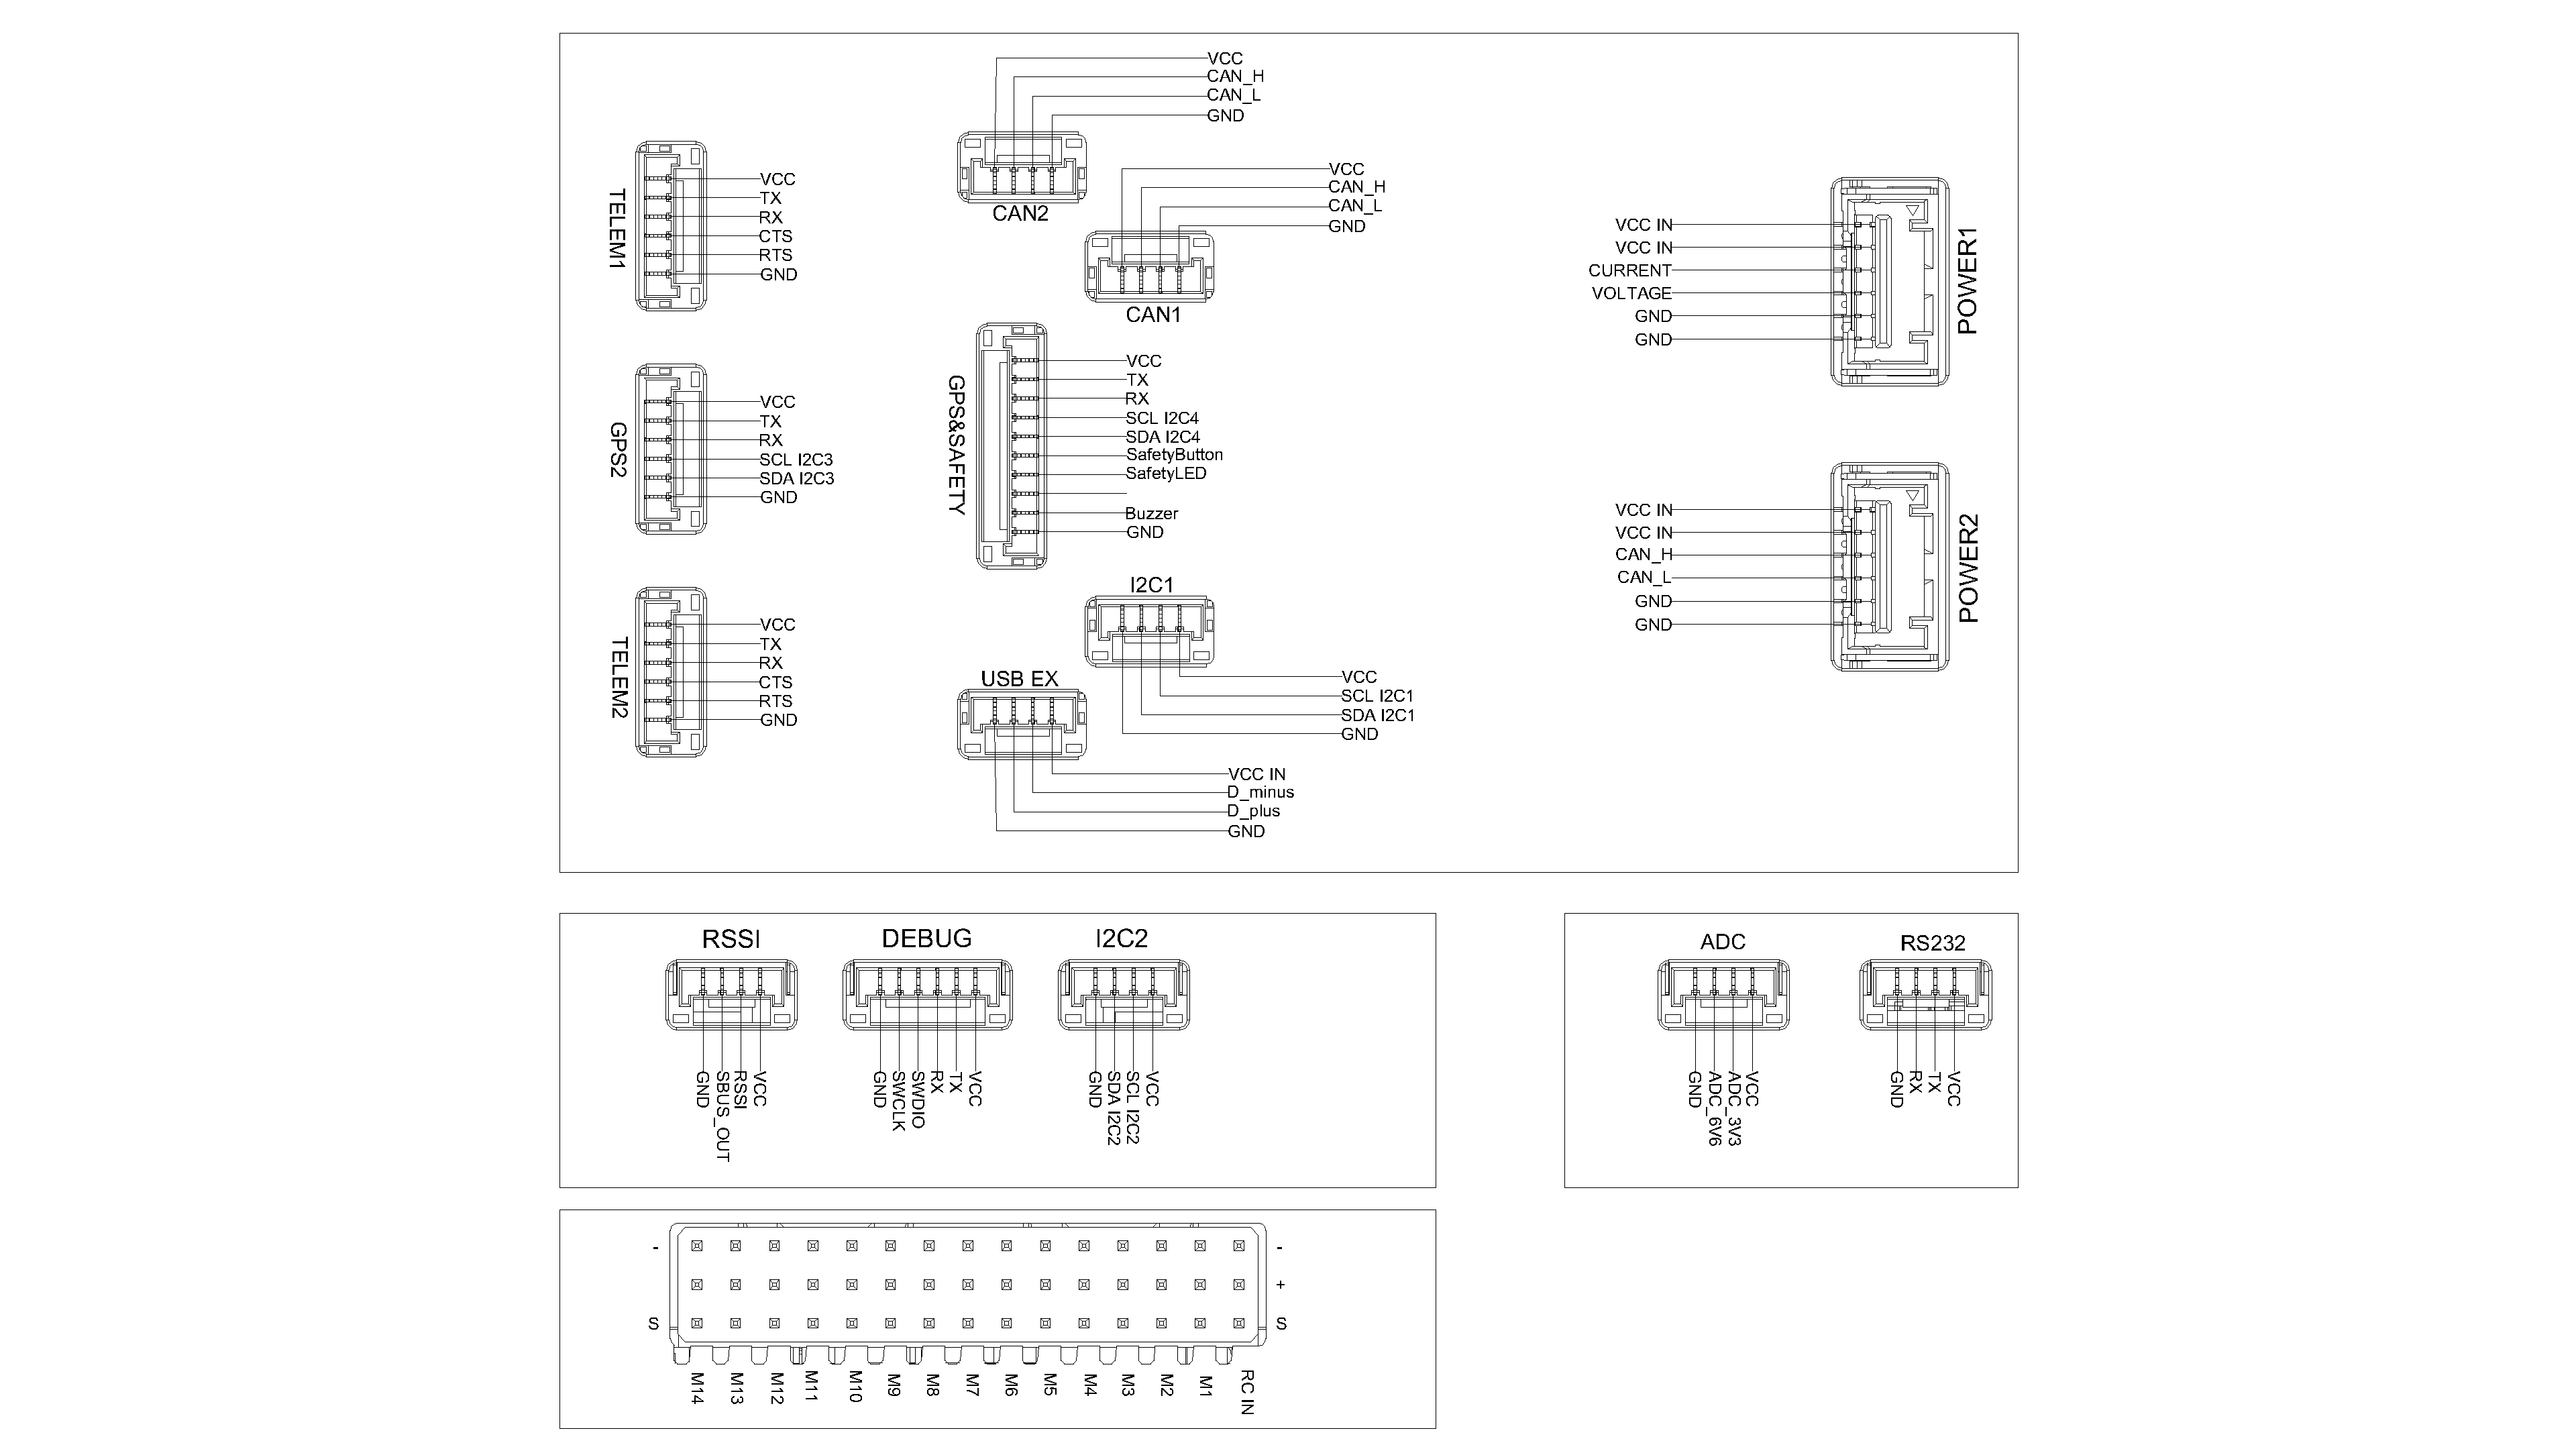 VCC
CAN_H
CAN_L
GND
CAN2
VCC
CAN_H
CAN_L
GND
CAN1
TELEM1
VCC
TX
RX
CTS
RTS
GND
GPS2
VCC
TX
RX
SCL I2C3
SDA I2C3
GND
TELEM2
VCC
TX
RX
CTS
RTS
GND
GPS&SAFETY
VCC
TX
RX
SCL I2C4
SDA I2C4
SafetyButton
SafetyLED
Buzzer
GND
I2C1
VCC
SCL I2C1
SDA I2C1
GND
USB EX
VCC IN
D_minus
D_plus
GND
VCC IN
VCC IN
CURRENT
VOLTAGE
GND
GND
POWER1
VCC IN
VCC IN
CAN_H
CAN_L
GND
GND
POWER2
RSSI
GND
SBUS_OUT
RSSI
VCC
DEBUG
GND
SWCLK
SWDIO
RX
TX
VCC
I2C2
GND
SDA I2C2
SCL I2C2
VCC
ADC
GND
ADC_6V6
ADC_3V3
VCC
RS232
GND
RX
TX
VCC
- -
+
S S
M14
M13
M12
M11
M10
M9
M8
M7
M6
M5
M4
M3
M2
M1
RC IN